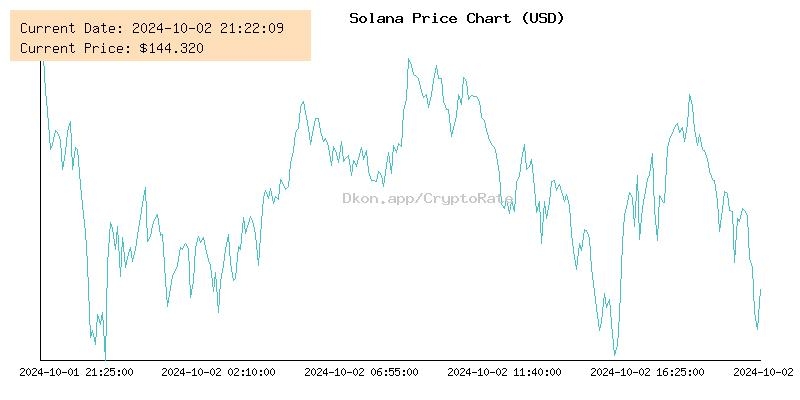 Solana Price Chart (USD)
Current Date: 2024-10-02 21:22:09
Current Price: $144.320
Dkon.app/CryptoRate
2024-10-01 21:25:00 2024-10-02 02:10:00 2024-10-02 06:55:00 2024-10-02 11:40:00 2024-10-02 16:25:00 2024-10-02